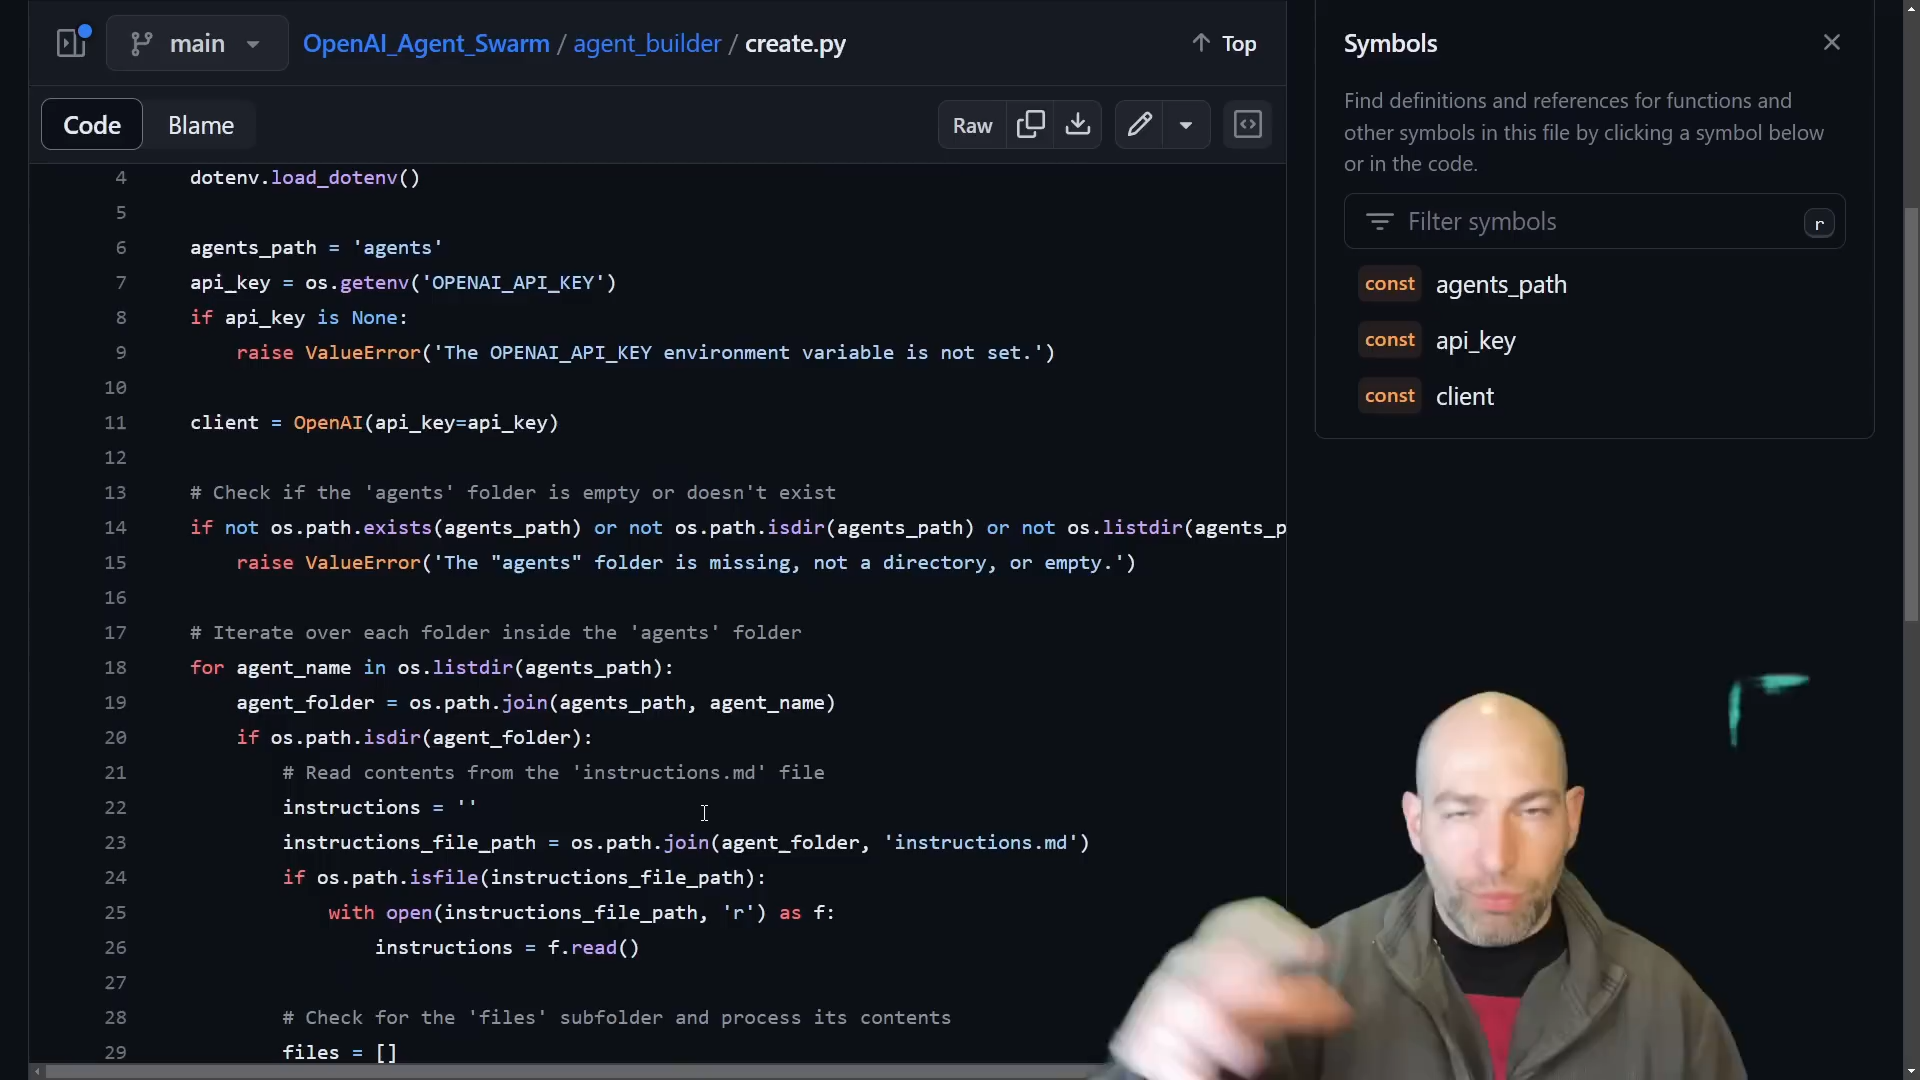 main
OpenAI_Agent_Swarm / agent_builder / create.py
Top
Code
Blame
Raw
4 dotenv.load_dotenv()
5
6 agents_path = 'agents'
7 api_key = os.getenv('OPENAI_API_KEY')
8 if api_key is None:
9 raise ValueError('The OPENAI_API_KEY environment variable is not set.')
10
11 client = OpenAI(api_key=api_key)
12
13 # Check if the 'agents' folder is empty or doesn't exist
14 if not os.path.exists(agents_path) or not os.path.isdir(agents_path) or not os.listdir(agents_p
15 raise ValueError('The "agents" folder is missing, not a directory, or empty.')
16
17 # Iterate over each folder inside the 'agents' folder
18 for agent_name in os.listdir(agents_path):
19 agent_folder = os.path.join(agents_path, agent_name)
20 if os.path.isdir(agent_folder):
21 # Read contents from the 'instructions.md' file
22 instructions = ''
23 instructions_file_path = os.path.join(agent_folder, 'instructions.md')
24 if os.path.isfile(instructions_file_path):
25 with open(instructions_file_path, 'r') as f:
26 instructions = f.read()
27
28 # Check for the 'files' subfolder and process its contents
29 files = []
Symbols
Find definitions and references for functions and
other symbols in this file by clicking a symbol below
or in the code.
Filter symbols
r
const agents_path
const api_key
const client